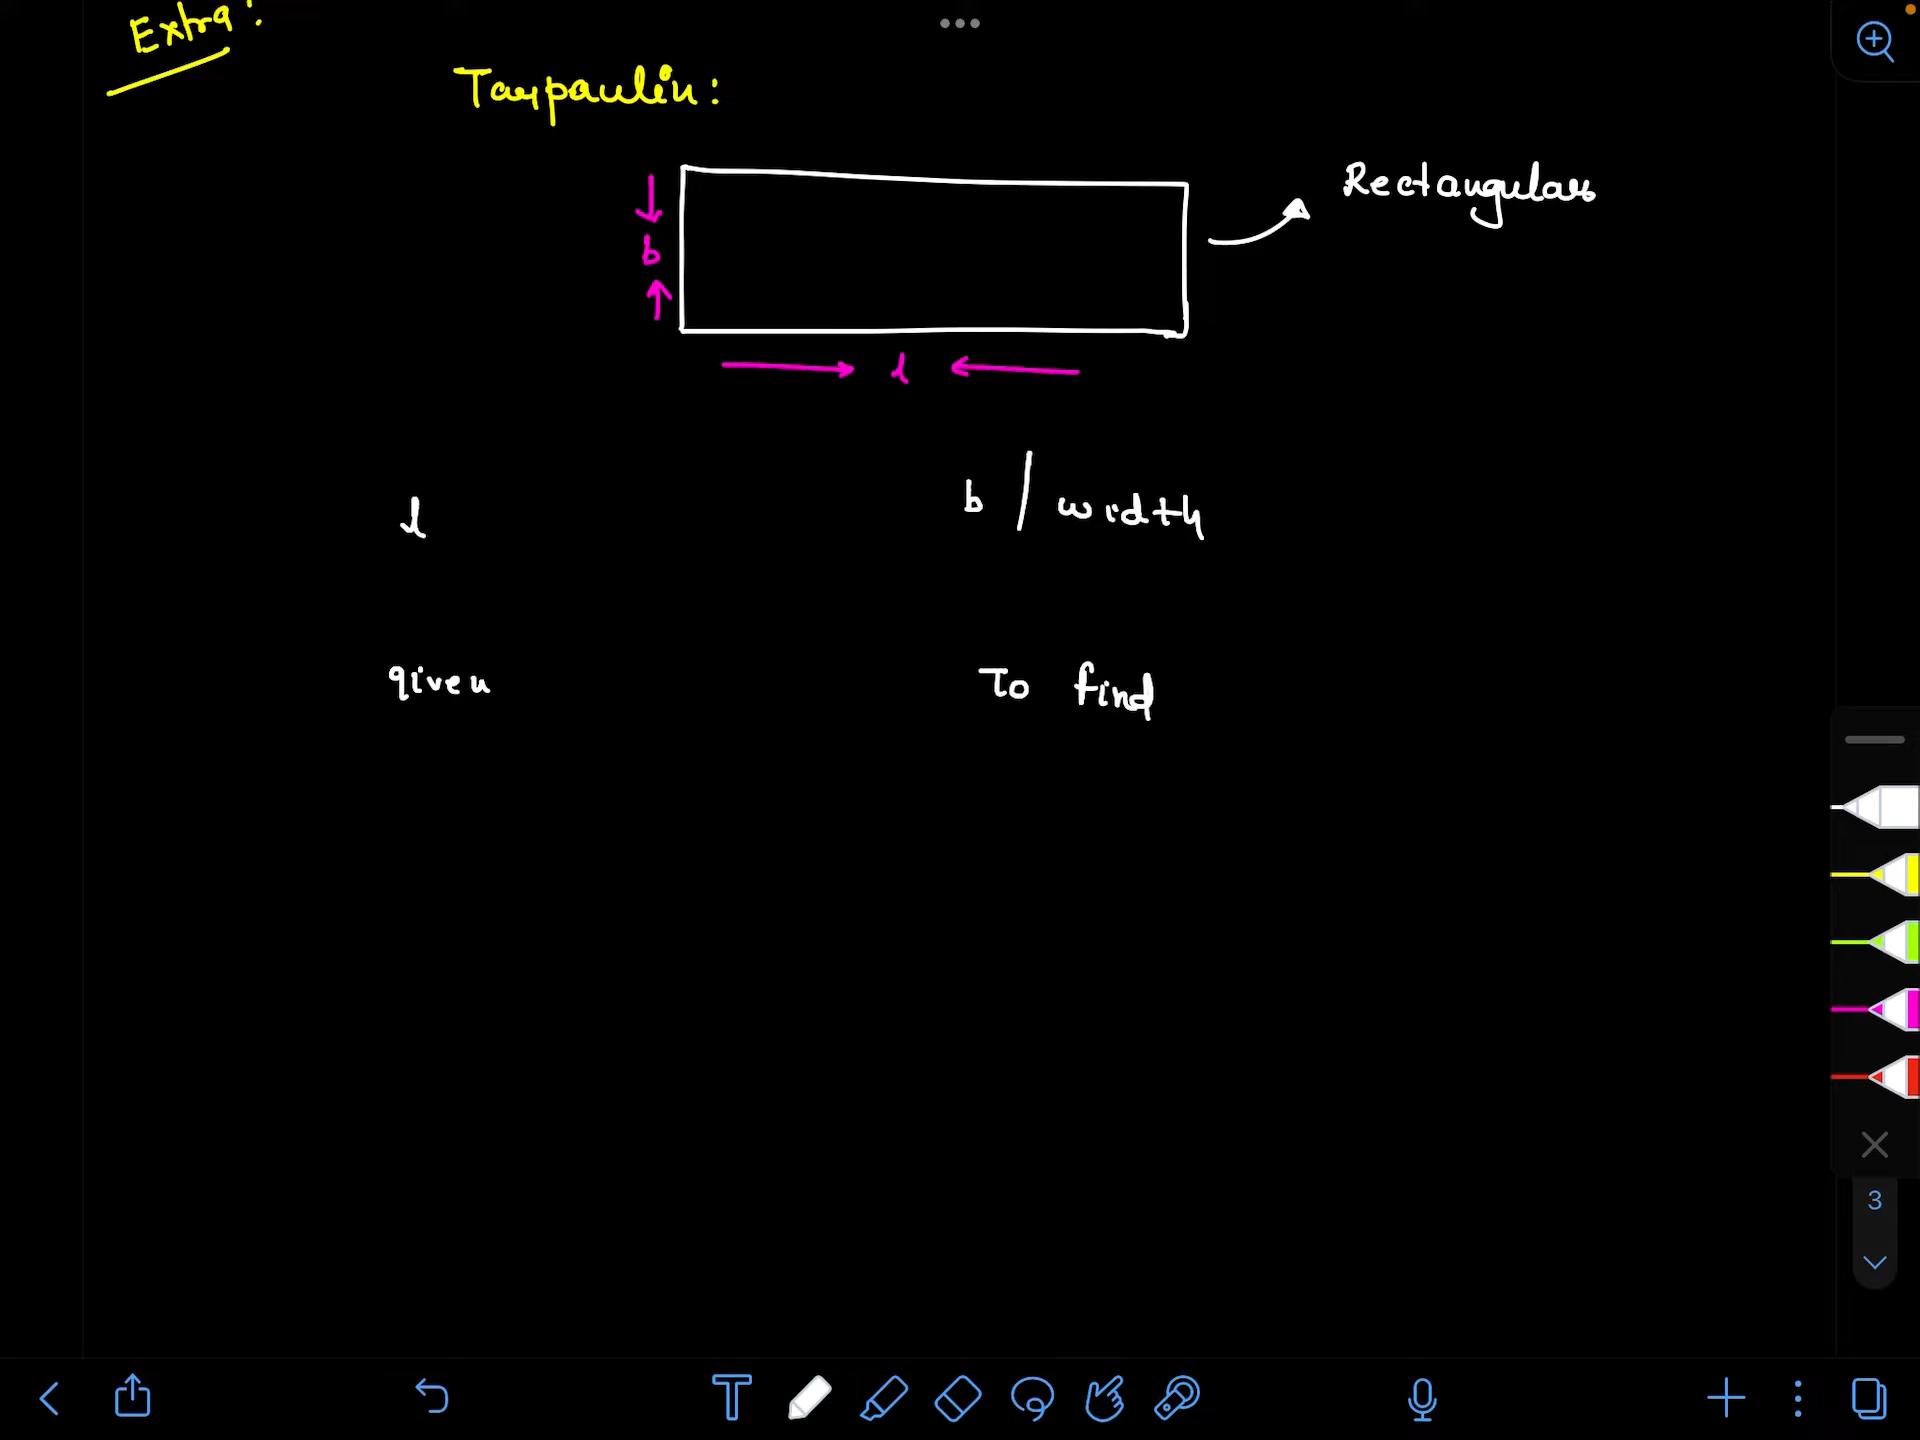 Extra:
Tarpaulin:
Rectangular
b
l
l
b / width
given
To find
3